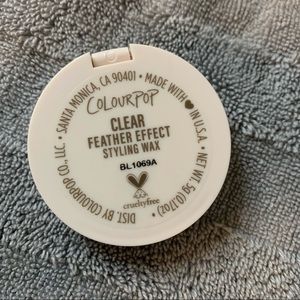 DIST. BY COLOURPOP CO., LLC. • SANTA MONICA, CA 90401 • MADE WITH ♥ IN U.S.A. • NET WT. 5g (0.17oz) •
COLOURPOP
CLEAR
FEATHER EFFECT
STYLING WAX
BL1069A
crueltyfree